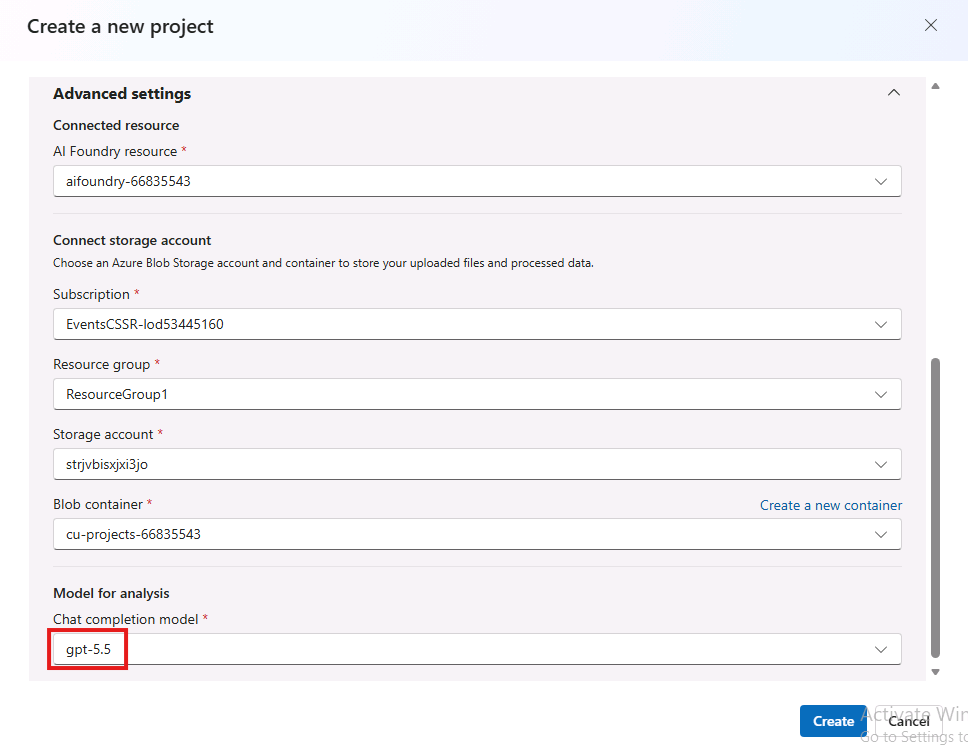 Create a new project
Advanced settings
Connected resource
AI Foundry resource *
aifoundry-66835543
Connect storage account
Choose an Azure Blob Storage account and container to store your uploaded files and processed data.
Subscription *
EventsCSSR-lod53445160
Resource group *
ResourceGroup1
Storage account *
strjvbisxjxi3jo
Blob container *
Create a new container
cu-projects-66835543
Model for analysis
Chat completion model *
gpt-5.5
Activate Win
Create
Cancel
Go to Settings to